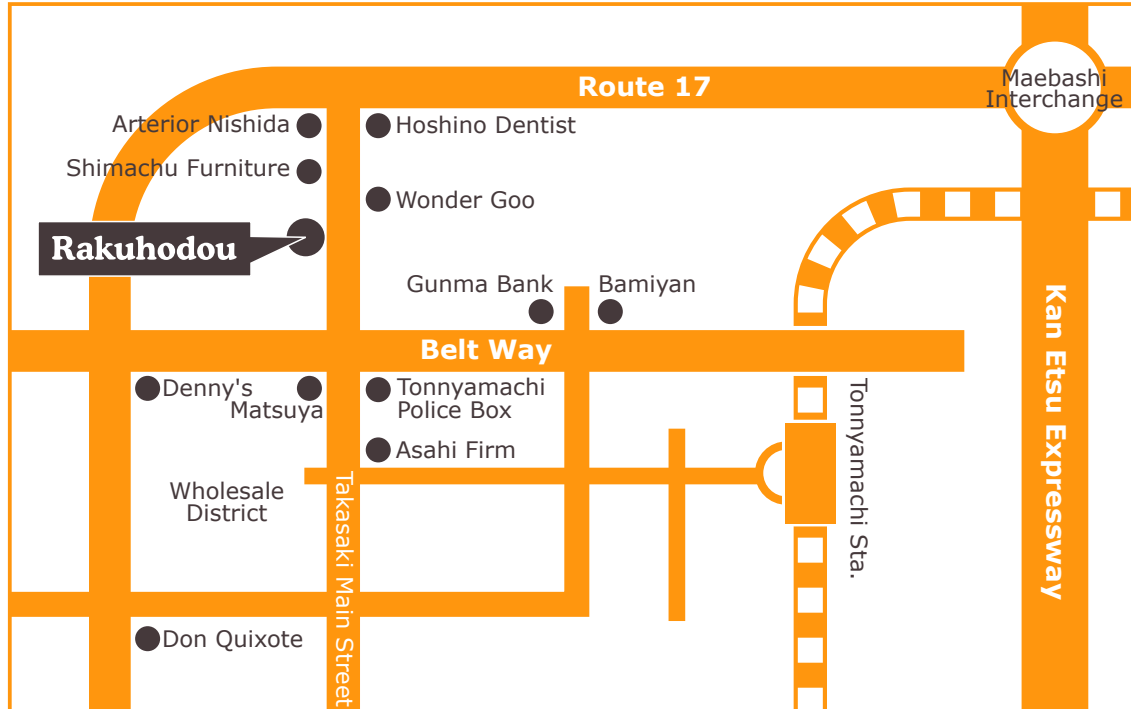 Route 17
Maebashi
Interchange
Arterior Nishida
Hoshino Dentist
Shimachu Furniture
Wonder Goo
Rakuhodou
Gunma Bank
Bamiyan
Kan Etsu Expressway
Belt Way
Denny's
Matsuya
Tonnyamachi
Police Box
Tonnyamachi Sta.
Asahi Firm
Wholesale
District
Takasaki Main Street
Don Quixote